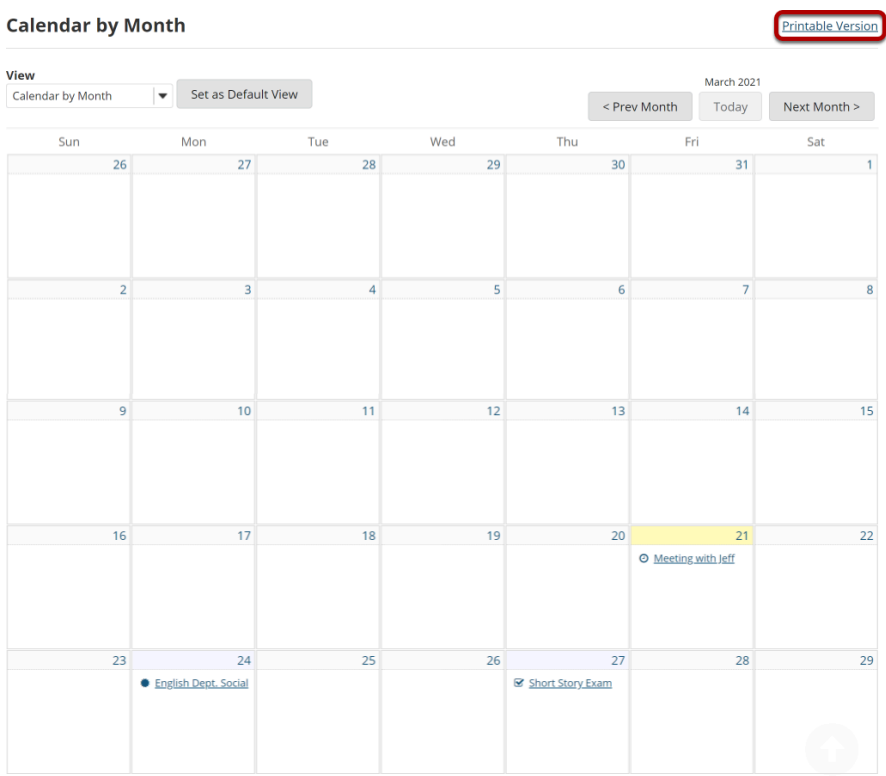 Calendar by Month
Printable Version
View
Calendar by Month
Set as Default View
March 2021
< Prev Month
Today
Next Month >
Sun Mon Tue Wed Thu Fri Sat
26 27 28 29 30 31 1
2 3 4 5 6 7 8
9 10 11 12 13 14 15
16 17 18 19 20 21 22
Meeting with Jeff
23 24 25 26 27 28 29
English Dept. Social
Short Story Exam